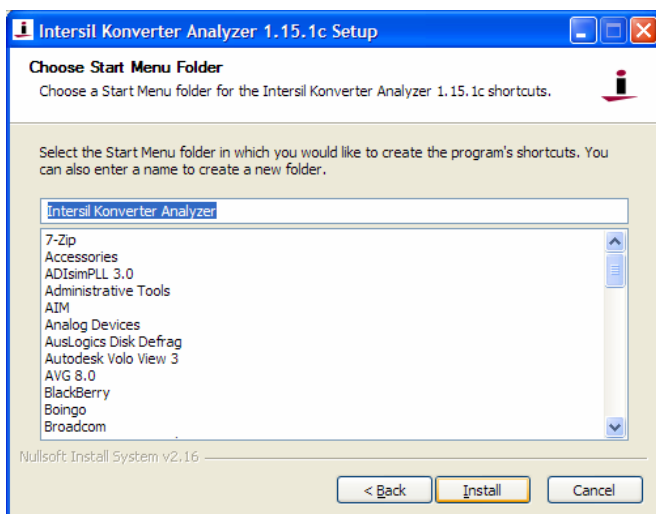 Intersil Konverter Analyzer 1.15.1c Setup
Choose Start Menu Folder
Choose a Start Menu folder for the Intersil Konverter Analyzer 1.15.1c shortcuts.
Select the Start Menu folder in which you would like to create the program's shortcuts. You
can also enter a name to create a new folder.
Intersil Konverter Analyzer
7-Zip
Accessories
ADIsimPLL 3.0
Administrative Tools
AIM
Analog Devices
AusLogics Disk Defrag
Autodesk Volo View 3
AVG 8.0
BlackBerry
Boingo
Broadcom
Nullsoft Install System v2.16
< Back
Install
Cancel